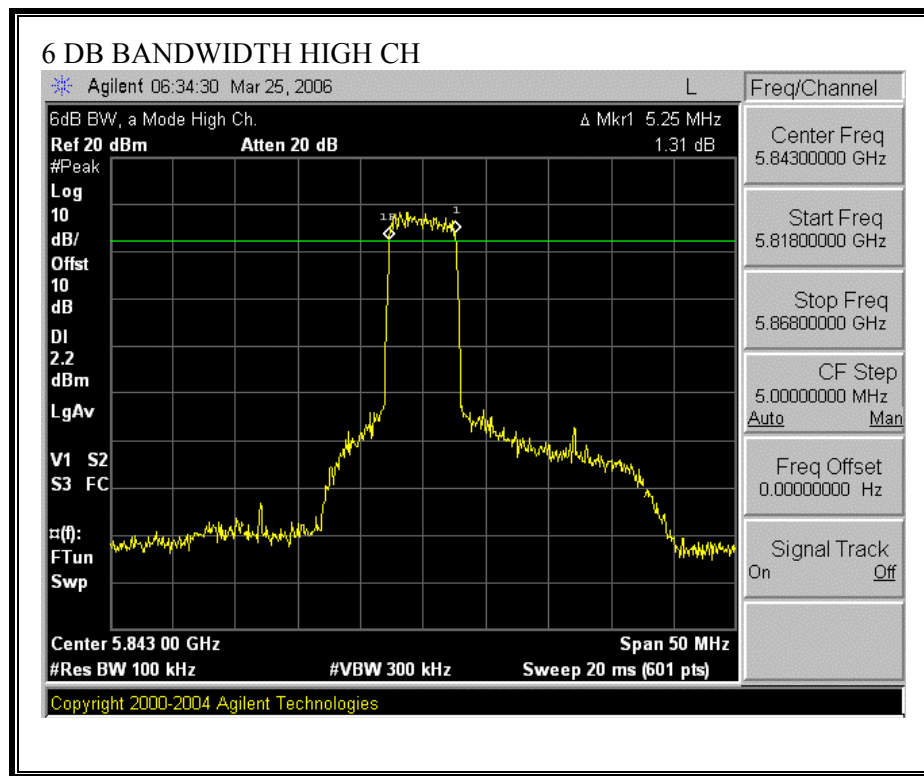 6 DB BANDWIDTH HIGH CH
Agilent 06:34:30 Mar 25, 2006 L
Freq/Channel
6dB BW, a Mode High Ch. Δ Mkr1 5.25 MHz
Ref 20 dBm Atten 20 dB 1.31 dB
#Peak
Log
10
dB/
Offst
10
dB
DI
2.2
dBm
LgAv
V1 S2
S3 FC
¤(f):
FTun
Swp
1R
1
Center 5.843 00 GHz Span 50 MHz
#Res BW 100 kHz #VBW 300 kHz Sweep 20 ms (601 pts)
Center Freq
5.84300000 GHz
Start Freq
5.81800000 GHz
Stop Freq
5.86800000 GHz
CF Step
5.00000000 MHz
Auto Man
Freq Offset
0.00000000 Hz
Signal Track
On Off
Copyright 2000-2004 Agilent Technologies